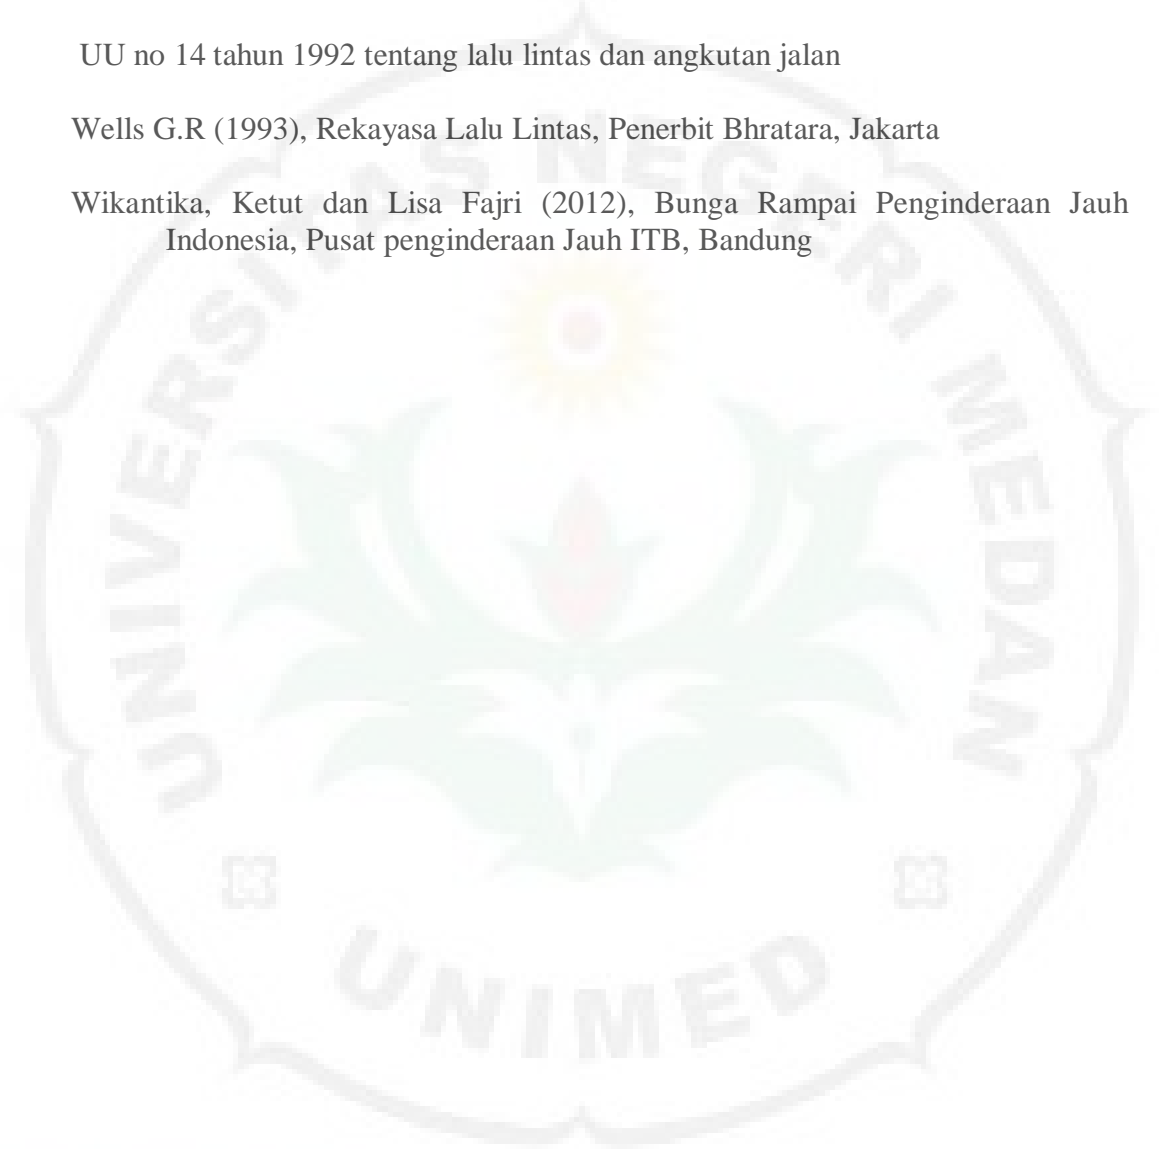 UU no 14 tahun 1992 tentang lalu lintas dan angkutan jalan
Wells G.R (1993), Rekayasa Lalu Lintas, Penerbit Bhratara, Jakarta
Wikantika, Ketut dan Lisa Fajri (2012), Bunga Rampai Penginderaan Jauh
Indonesia, Pusat penginderaan Jauh ITB, Bandung
UNIVERSITAS NEGERI MEDAN
UNIMED